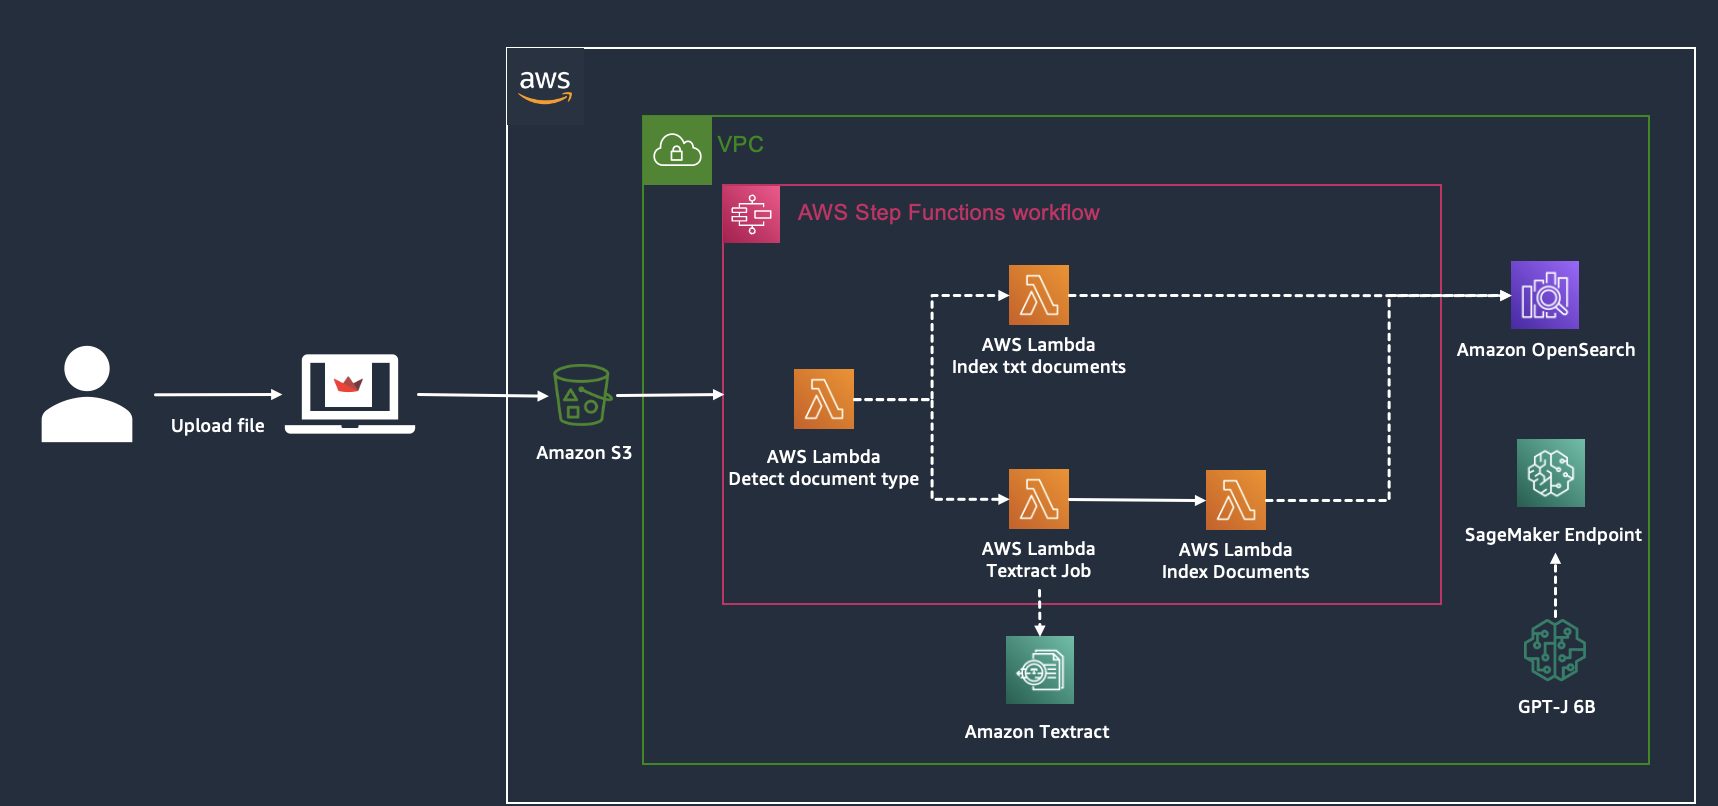 aws
VPC
AWS Step Functions workflow
AWS Lambda
Index txt documents
Amazon OpenSearch
Upload file
Amazon S3
AWS Lambda
Detect document type
SageMaker Endpoint
AWS Lambda
Textract Job
AWS Lambda
Index Documents
GPT-J 6B
Amazon Textract